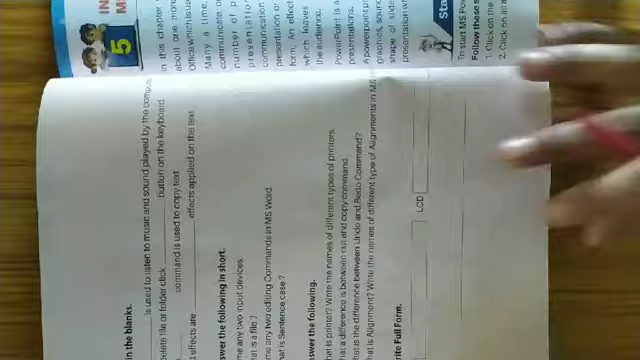 in the blanks.
is used to listen to music and sound played by the
elete file or folder click button on the keyboard.
command is used to copy text
effects are effects applied on the text.
swer the following in short.
me any two input devices.
at is a file ?
me any two editing Commands in MS Word.
hat is Sentence case ?
swer the following.
hat is printer? Write the names of different types of printers.
hat a difference is between cut and copy command.
hat is the difference between Undo and Redo Command?
hat is Alignment? Write the names of different type of Alignments in MS
rite Full Form.
LCD
5
IN
In this chapter
about one more
Office which is
Many a time,
communicate
number of p
presentation
communication
presentation
form. An effect
which leaves
the audience.
PowerPoint is a
presentations.
graphics, sound
shape of slide
presentation
Sta
To start MS
Follow these
1. Click on the
2. Click on